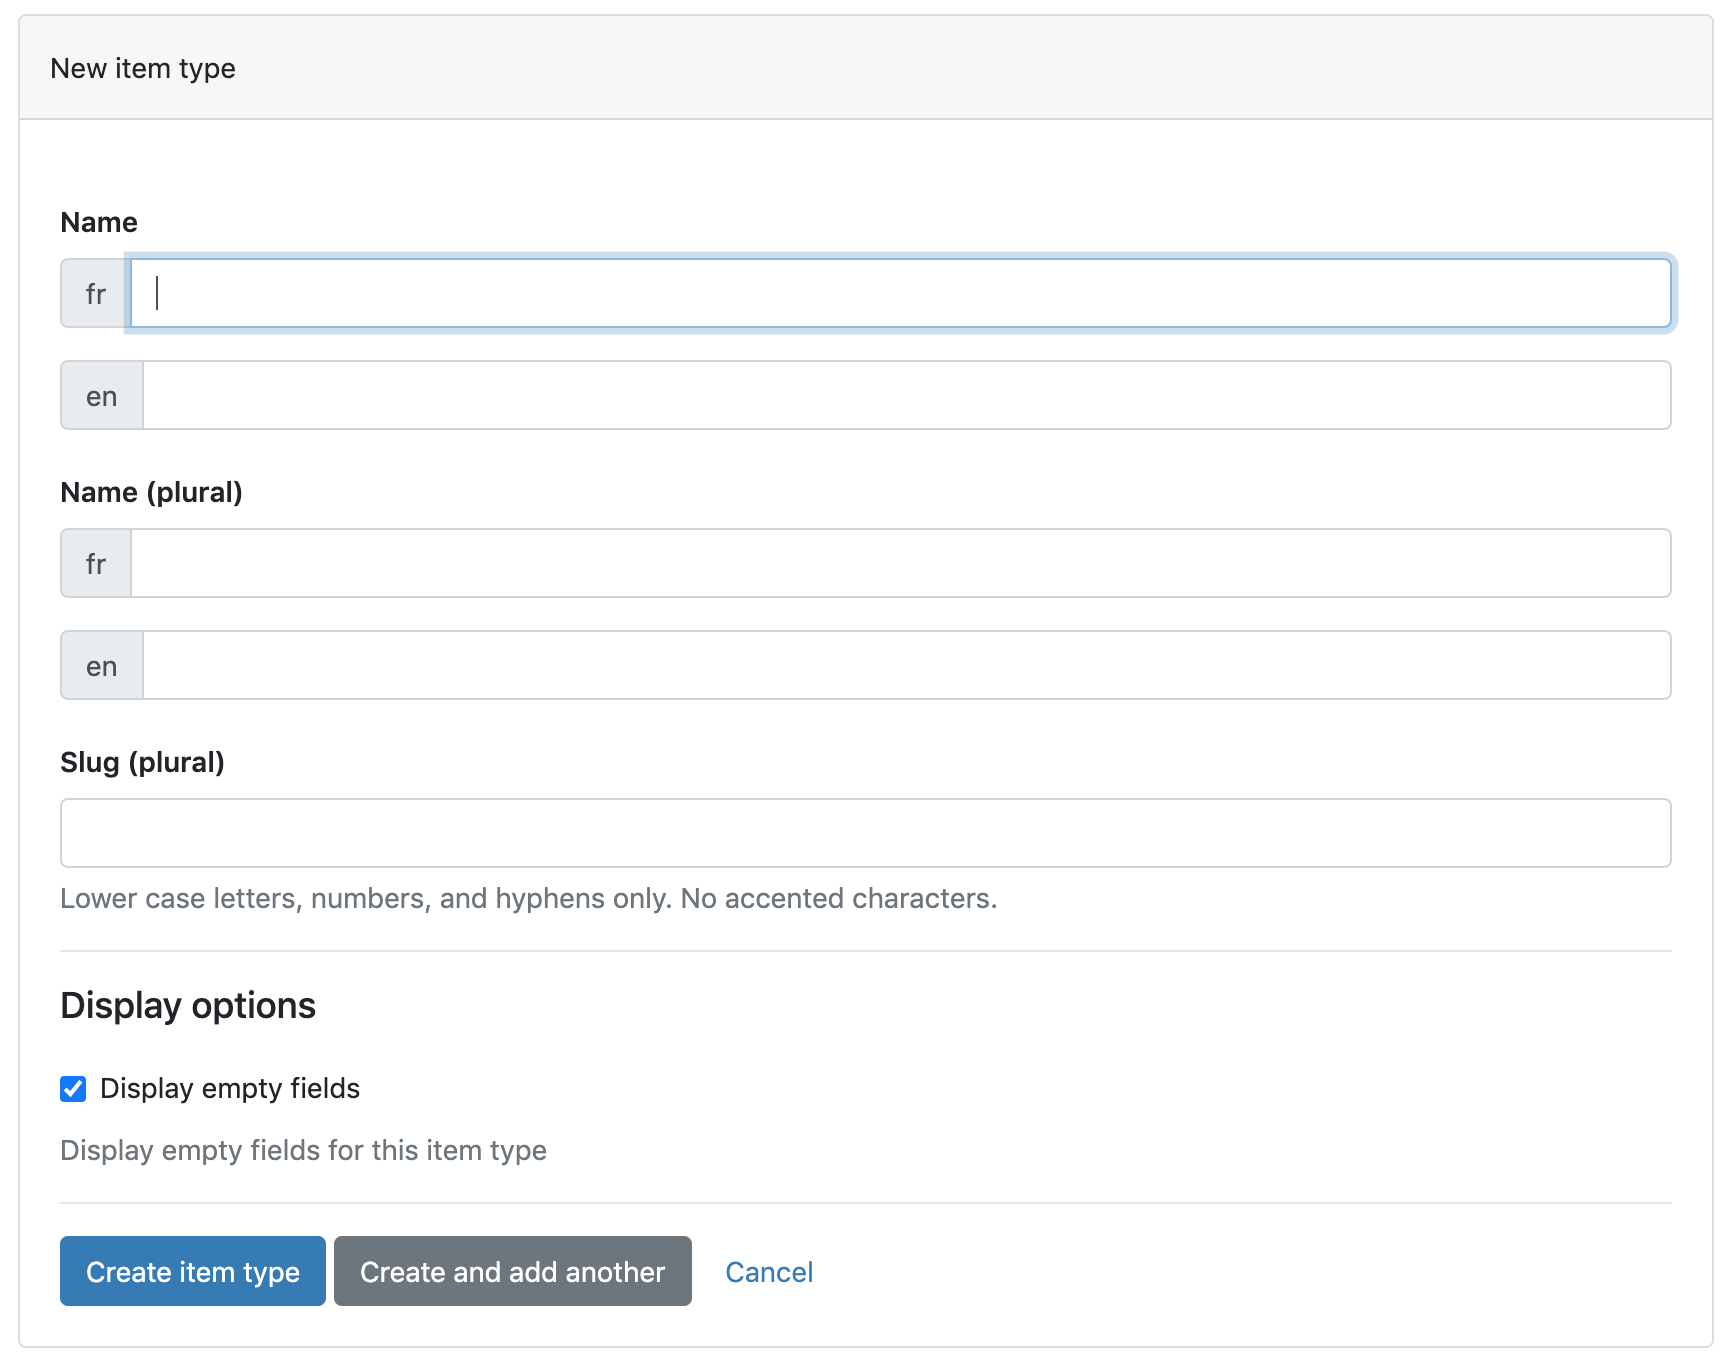 New item type
Name
fr
en
Name (plural)
fr
en
Slug (plural)
Lower case letters, numbers, and hyphens only. No accented characters.
Display options
Display empty fields
Display empty fields for this item type
Create item type Create and add another Cancel